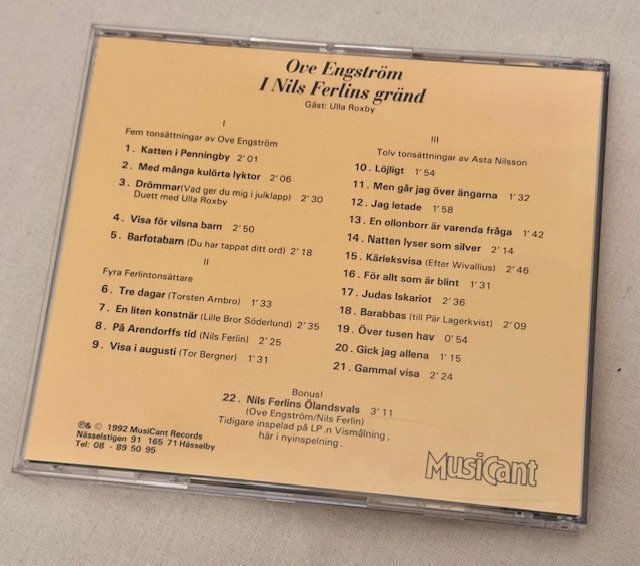 Ove Engström
I Nils Ferlins gränd
Gäst: Ulla Roxby
I
Fem tonsättningar av Ove Engström
1. Katten i Penningby 2'01
2. Med många kulörta lyktor 2'06
3. Drömmar(Vad ger du mig i julklapp) 2'30
Duett med Ulla Roxby
4. Visa för vilsna barn 2'50
5. Barfotabarn (Du har tappat ditt ord) 2'18
II
Fyra Ferlintonsättare
6. Tre dagar (Torsten Arnbro) 1'33
7. En liten konstnär (Lille Bror Söderlund) 2'35
8. På Arendorffs tid (Nils Ferlin) 2'25
9. Visa i augusti (Tor Bergner) 1'31
III
Tolv tonsättningar av Asta Nilsson
10. Löjligt 1'54
11. Men går jag över ängarna 1'32
12. Jag letade 1'58
13. En ollonborr är varenda fråga 1'42
14. Natten lyser som silver 2'14
15. Kärleksvisa (Efter Wivallius) 2'46
16. För allt som är blint 1'31
17. Judas Iskariot 2'36
18. Barabbas (till Pär Lagerkvist) 2'09
19. Över tusen hav 0'54
20. Gick jag allena 1'15
21. Gammal visa 2'24
Bonus!
22. Nils Ferlins Ölandsvals 3'11
(Ove Engström/Nils Ferlin)
Tidigare inspelad på LP.n Vismålning,
här i nyinspelning.
℗& © 1992 MusiCant Records
Nässelstigen 91 165 71 Hässelby
Tel: 08 - 89 50 95
MusiCant